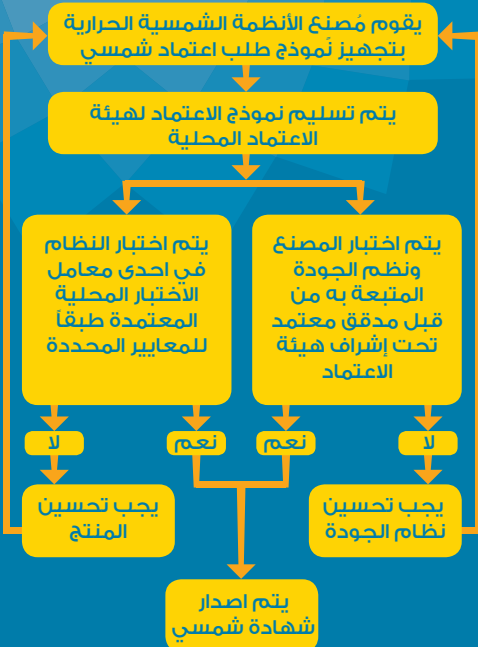 يقوم مُصنع الأنظمة الشمسية الحرارية
بتجهيز نَموذج طلب اعتماد شمسي
يتم تسليم نموذج الاعتماد لهيئة
الاعتماد المحلية
يتم اختبار المصنع
ونظم الجودة
المتبعة به من
قبل مدقق معتمد
تحت إشراف هيئة
الاعتماد
يتم اختبار النظام
في احدى معامل
الاختبار المحلية
المعتمدة طبقاً
للمعايير المحددة
لا
نعم
نعم
لا
يجب تحسين
نظام الجودة
يجب تحسين
المنتج
يتم اصدار
شهادة شمسي